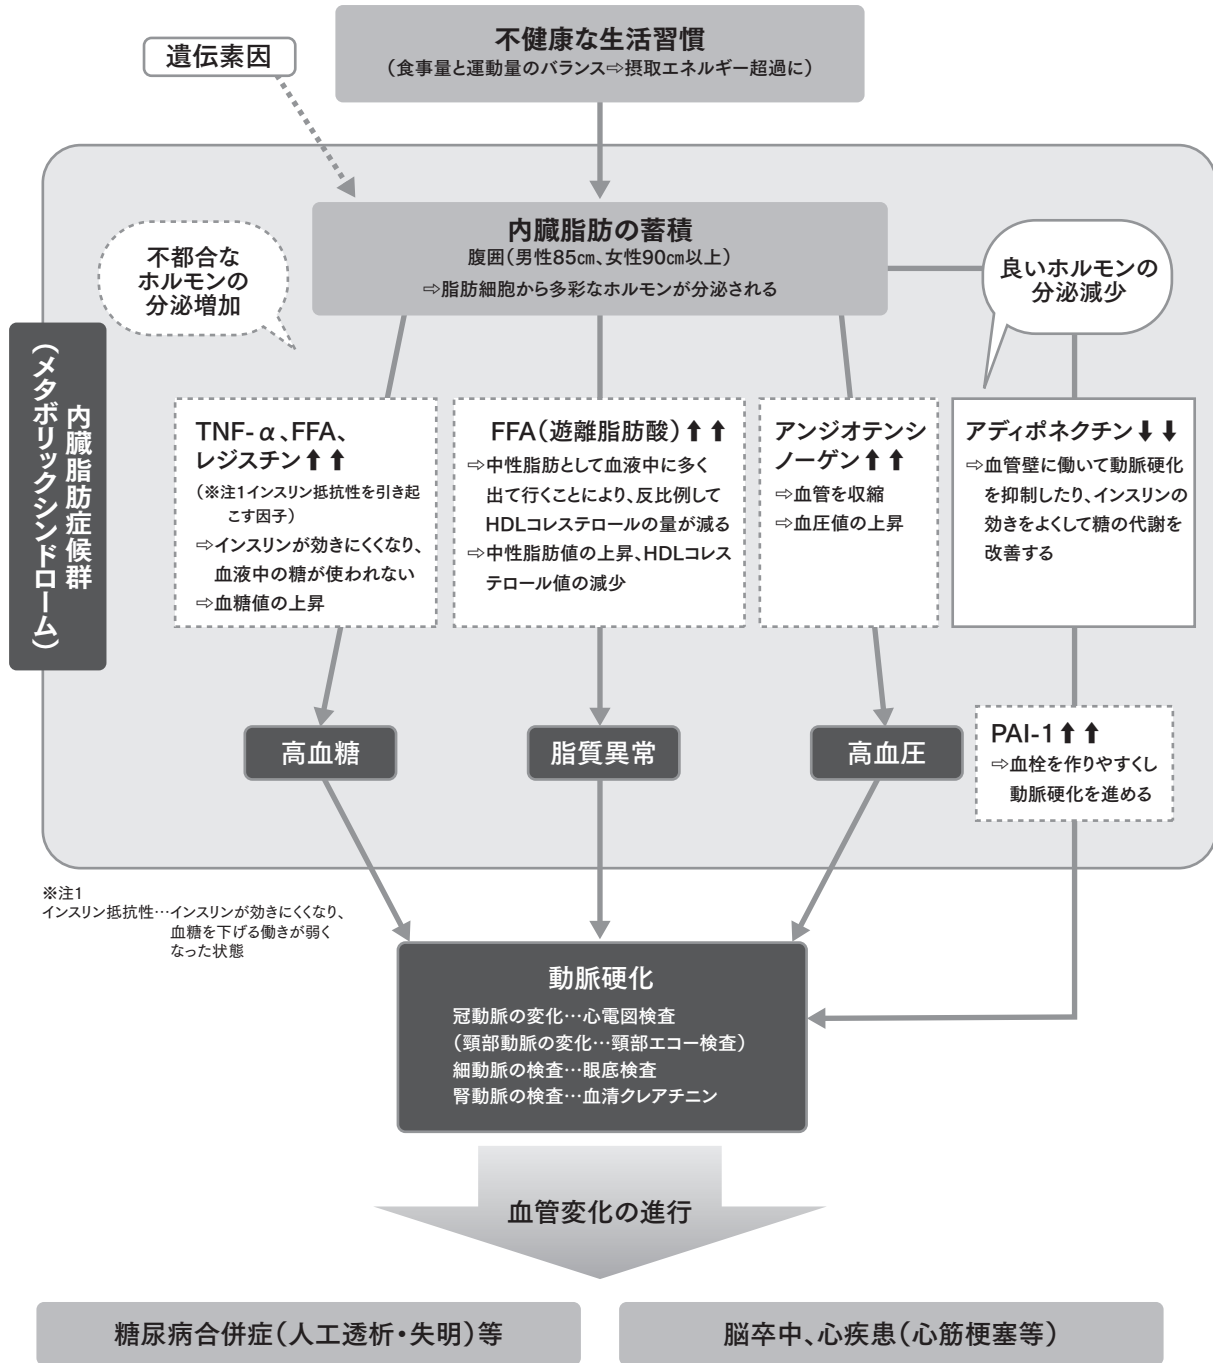 不健康な生活習慣
（食事量と運動量のバランス⇨摂取エネルギー超過に）
遺伝素因
内臓脂肪の蓄積
腹囲（男性85㎝、女性90㎝以上）
⇨脂肪細胞から多彩なホルモンが分泌される
不都合な
ホルモンの
分泌増加
良いホルモンの
分泌減少
内臓脂肪症候群
（メタボリックシンドローム）
TNF-α、FFA、
レジスチン⬆⬆
（※注1インスリン抵抗性を引き起
こす因子）
⇨インスリンが効きにくくなり、
血液中の糖が使われない
⇨血糖値の上昇
FFA（遊離脂肪酸）⬆⬆
⇨中性脂肪として血液中に多く
出て行くことにより、反比例して
HDLコレステロールの量が減る
⇨中性脂肪値の上昇、HDLコレス
テロール値の減少
アンジオテンシ
ノーゲン⬆⬆
⇨血管を収縮
⇨血圧値の上昇
アディポネクチン⬇⬇
⇨血管壁に働いて動脈硬化
を抑制したり、インスリンの
効きをよくして糖の代謝を
改善する
高血糖
脂質異常
高血圧
PAI-1⬆⬆
⇨血栓を作りやすくし
動脈硬化を進める
※注1
インスリン抵抗性…インスリンが効きにくくなり、
血糖を下げる働きが弱く
なった状態
動脈硬化
冠動脈の変化…心電図検査
（頸部動脈の変化…頸部エコー検査）
細動脈の検査…眼底検査
腎動脈の検査…血清クレアチニン
血管変化の進行
糖尿病合併症（人工透析・失明）等
脳卒中、心疾患（心筋梗塞等）